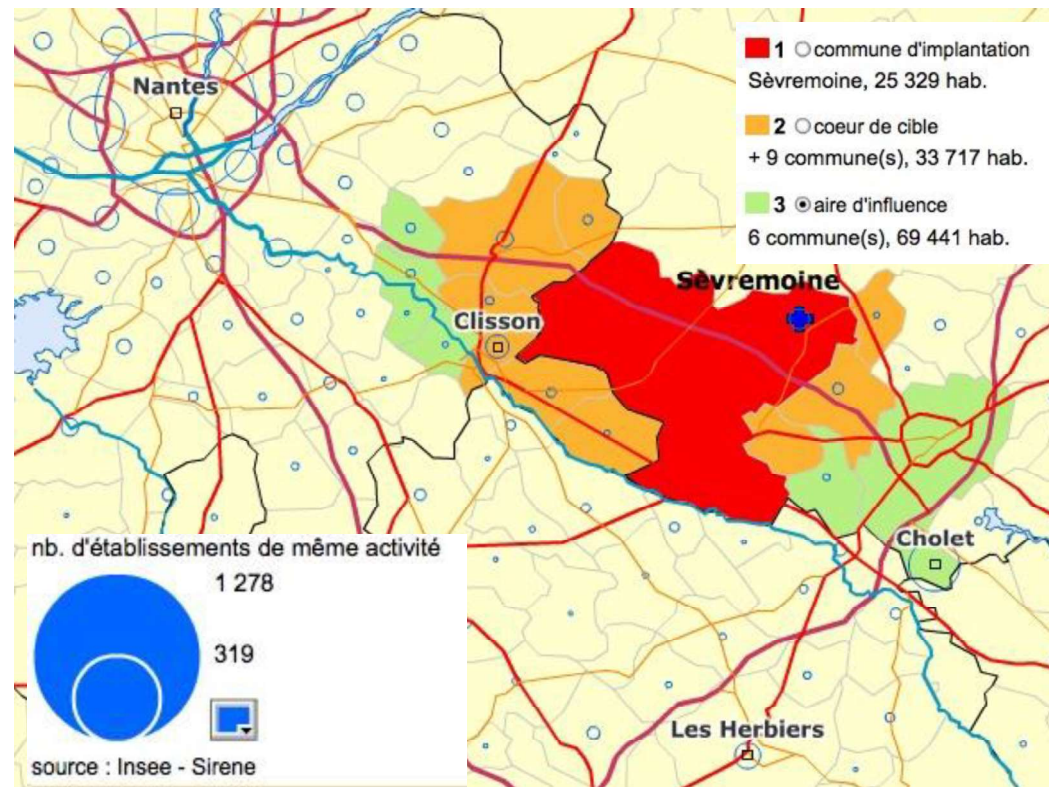 Nantes
1 commune d'implantation
Sèvremoine, 25 329 hab.
2 coeur de cible
+ 9 commune(s), 33 717 hab.
3 aire d'influence
6 commune(s), 69 441 hab.
Sèvremoine
Clisson
Cholet
Les Herbiers
nb. d'établissements de même activité
1 278
319
source : Insee - Sirene